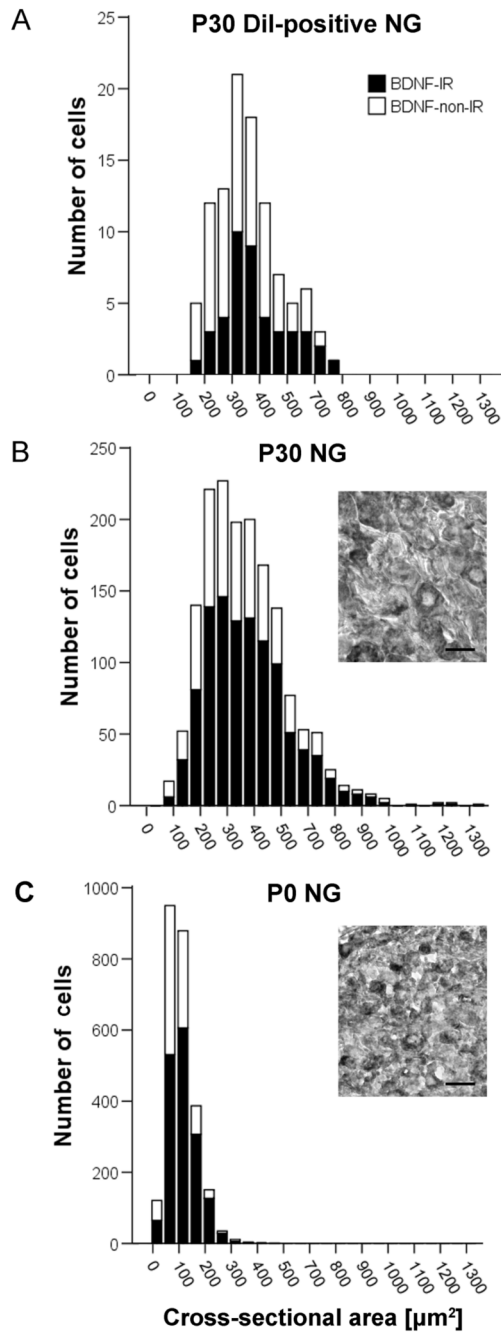 A
P30 DiI-positive NG
25
20
15
10
5
0
Number of cells
BDNF-IR
BDNF-non-IR
0 100 200 300 400 500 600 700 800 900 1000 1100 1200 1300
B
P30 NG
250
200
150
100
50
0
Number of cells
0 100 200 300 400 500 600 700 800 900 1000 1100 1200 1300
C
P0 NG
1000
800
600
400
200
0
Number of cells
0 100 200 300 400 500 600 700 800 900 1000 1100 1200 1300
Cross-sectional area [µm²]